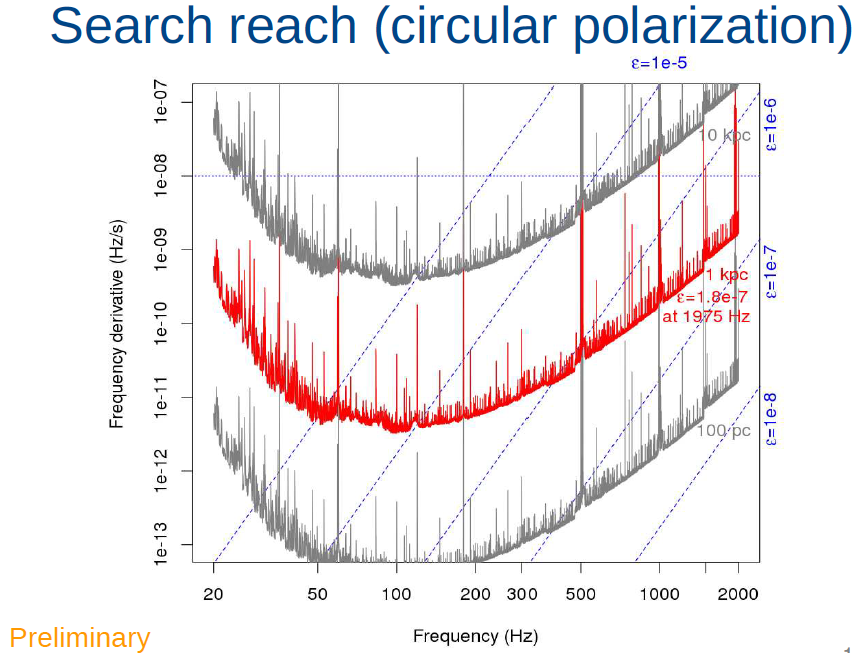 Search reach (circular polarization)
ε=1e-5
ε=1e-6
ε=1e-7
ε=1e-8
1e-07
1e-08
1e-09
1e-10
1e-11
1e-12
1e-13
Frequency derivative (Hz/s)
10 kpc
1 kpc
ε=1.8e-7
at 1975 Hz
100 pc
20 50 100 200 300 500 1000 2000
Frequency (Hz)
Preliminary